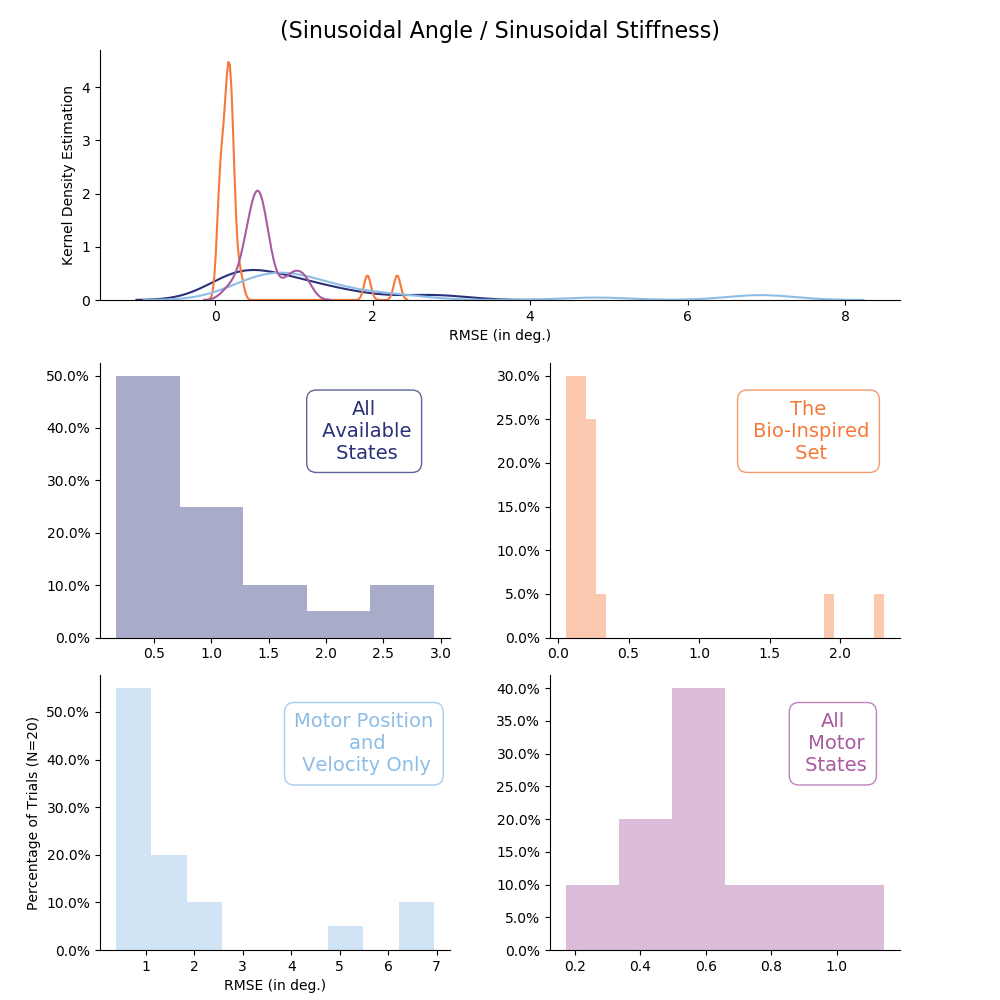 (Sinusoidal Angle / Sinusoidal Stiffness)
Kernel Density Estimation
4
3
2
1
0
0 2 4 6 8
RMSE (in deg.)
50.0%
40.0%
30.0%
20.0%
10.0%
0.0%
All
Available
States
0.5 1.0 1.5 2.0 2.5 3.0
30.0%
25.0%
20.0%
15.0%
10.0%
5.0%
0.0%
The
Bio-Inspired
Set
0.0 0.5 1.0 1.5 2.0
Percentage of Trials (N=20)
50.0%
40.0%
30.0%
20.0%
10.0%
0.0%
Motor Position
and
Velocity Only
1 2 3 4 5 6 7
RMSE (in deg.)
40.0%
35.0%
30.0%
25.0%
20.0%
15.0%
10.0%
5.0%
0.0%
All
Motor
States
0.2 0.4 0.6 0.8 1.0